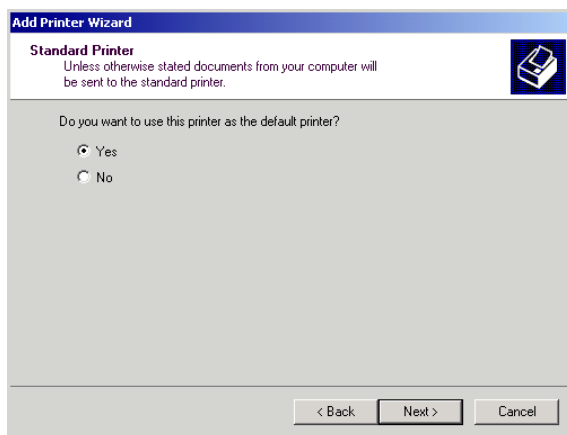 Add Printer Wizard
Standard Printer
Unless otherwise stated documents from your computer will
be sent to the standard printer.
Do you want to use this printer as the default printer?
Yes
No
< Back
Next >
Cancel